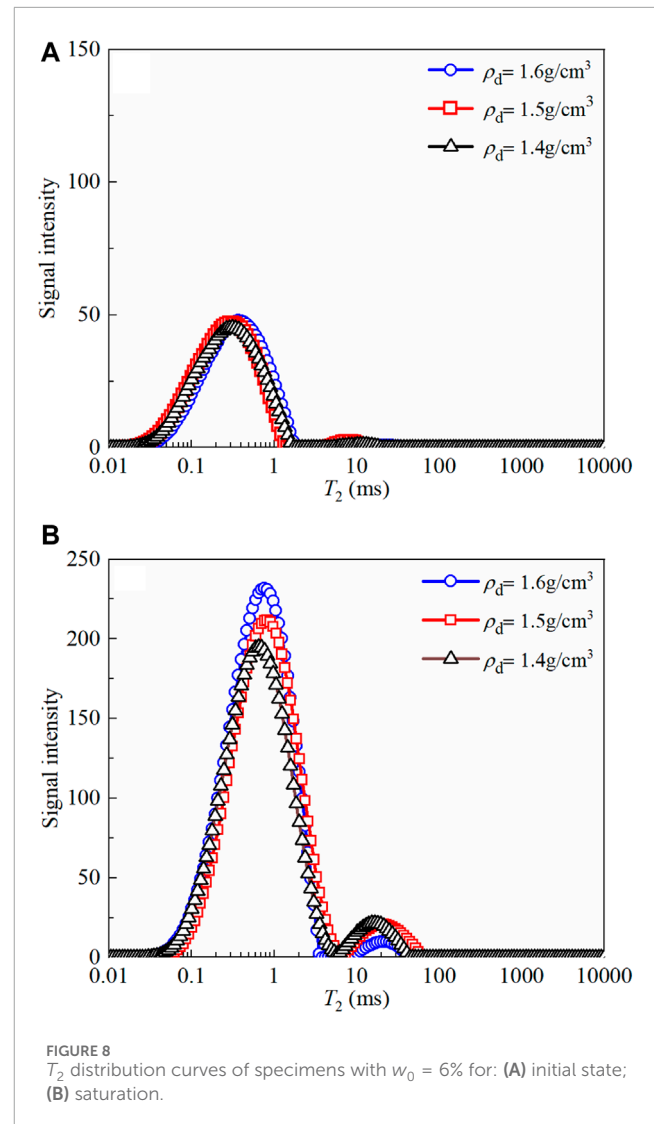 A
150
100
50
0
Signal intensity
ρd= 1.6g/cm³
ρd= 1.5g/cm³
ρd= 1.4g/cm³
0.01 0.1 1 10 100 1000 10000
T2 (ms)
B
250
200
150
100
50
0
Signal intensity
ρd= 1.6g/cm³
ρd= 1.5g/cm³
ρd= 1.4g/cm³
0.01 0.1 1 10 100 1000 10000
T2 (ms)
FIGURE 8
T2 distribution curves of specimens with w0 = 6% for: (A) initial state;
(B) saturation.